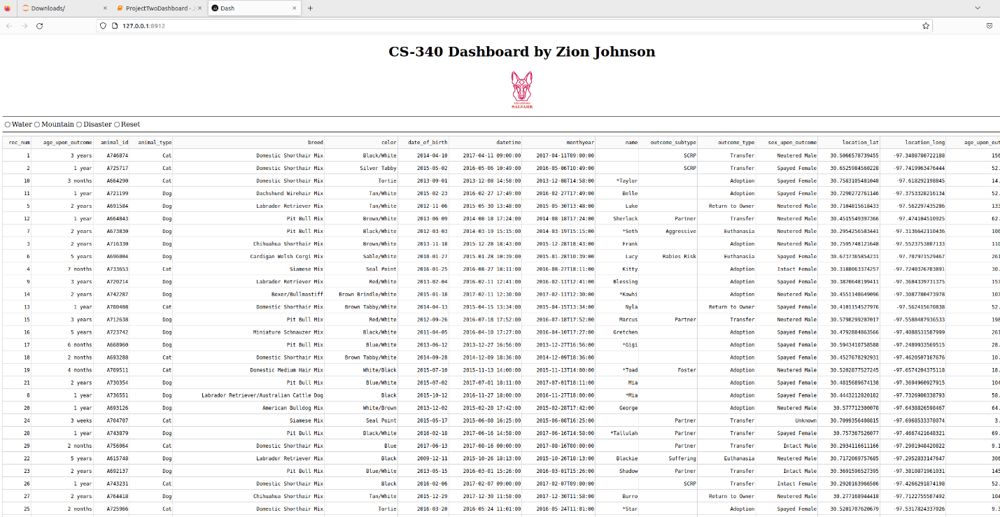 Downloads/ ProjectTwoDashboard - Dash
127.0.0.1:8912
CS-340 Dashboard by Zion Johnson
GRAZIOSO
SALVARE
Water Mountain Disaster Reset
rec_num age_upon_outcome animal_id animal_type breed color date_of_birth datetime monthyear name outcome_subtype outcome_type sex_upon_outcome location_lat location_long age_upon_out
1 3 years A746874 Cat Domestic Shorthair Mix Black/White 2014-04-10 2017-04-11 09:00:00 2017-04-11T09:00:00 SCRP Transfer Neutered Male 30.5066578739455 -97.3408780722188 156
2 1 year A725717 Cat Domestic Shorthair Mix Silver Tabby 2015-05-02 2016-05-06 10:49:00 2016-05-06T10:49:00 SCRP Transfer Spayed Female 30.6525984560228 -97.7419963476444 52.
10 3 months A664290 Cat Domestic Shorthair Mix Tortie 2013-09-01 2013-12-08 14:58:00 2013-12-08T14:58:00 *Taylor Adoption Spayed Female 30.7583105481048 -97.618292198845 14.
11 1 year A721199 Dog Dachshund Wirehair Mix Tan/White 2015-02-23 2016-02-27 17:49:00 2016-02-27T17:49:00 Belle Adoption Spayed Female 30.7290272761146 -97.3753328216134 52.
5 2 years A691584 Dog Labrador Retriever Mix Tan/White 2012-11-06 2015-05-30 13:48:00 2015-05-30T13:48:00 Luke Return to Owner Neutered Male 30.7104815618433 -97.562297435286 133
12 1 year A664843 Dog Pit Bull Mix Brown/White 2013-06-09 2014-08-18 17:24:00 2014-08-18T17:24:00 Sherlock Partner Transfer Neutered Male 30.4515549397366 -97.474104510925 62.
7 2 years A673830 Dog Pit Bull Mix Black/White 2012-03-03 2014-03-19 15:15:00 2014-03-19T15:15:00 *Seth Aggressive Euthanasia Neutered Male 30.2954256583441 -97.3136642110436 106
3 2 years A716330 Dog Chihuahua Shorthair Mix Brown/White 2013-11-18 2015-12-28 18:43:00 2015-12-28T18:43:00 Frank Adoption Neutered Male 30.7595748121648 -97.5523753807133 110
6 5 years A696004 Dog Cardigan Welsh Corgi Mix Sable/White 2010-01-27 2015-01-28 10:39:00 2015-01-28T10:39:00 Lucy Rabies Risk Euthanasia Spayed Female 30.6737365854231 -97.707971529467 261
4 7 months A733653 Cat Siamese Mix Seal Point 2016-01-25 2016-08-27 18:11:00 2016-08-27T18:11:00 Kitty Adoption Intact Female 30.3188063374257 -97.7240376703891 30.
9 3 years A720214 Dog Labrador Retriever Mix Red/White 2013-02-04 2016-02-11 12:41:00 2016-02-11T12:41:00 Blessing Adoption Spayed Female 30.3870648199411 -97.3684339731375 157
14 2 years A742287 Dog Boxer/Bullmastiff Brown Brindle/White 2015-01-18 2017-02-11 12:30:00 2017-02-11T12:30:00 *Kawhi Adoption Neutered Male 30.4551148649096 -97.3087780473978 107
13 1 year A700408 Cat Domestic Shorthair Mix Brown Tabby/White 2014-04-13 2015-04-15 13:34:00 2015-04-15T13:34:00 Nyla Return to Owner Spayed Female 30.4101154527976 -97.562415670838 52.
15 3 years A712638 Dog Pit Bull Mix Red/White 2012-09-26 2016-07-18 17:52:00 2016-07-18T17:52:00 Marcus Partner Transfer Neutered Male 30.5798299207017 -97.5588487936533 198
16 5 years A723742 Dog Miniature Schnauzer Mix Black/White 2011-04-05 2016-04-10 17:27:00 2016-04-10T17:27:00 Gretchen Adoption Spayed Female 30.4792884863566 -97.4088531587999 261
17 6 months A668960 Dog Pit Bull Mix Blue/White 2013-06-12 2013-12-27 16:56:00 2013-12-27T16:56:00 *Gigi Adoption Spayed Female 30.5943410758588 -97.2489933569515 28.
18 2 months A693288 Cat Domestic Shorthair Mix Brown Tabby/White 2014-09-28 2014-12-09 18:36:00 2014-12-09T18:36:00 Adoption Spayed Female 30.4527678292931 -97.4620507167676 10.
19 4 months A709511 Cat Domestic Medium Hair Mix White/Black 2015-07-10 2015-11-13 14:00:00 2015-11-13T14:00:00 *Toad Foster Adoption Neutered Male 30.5202877527245 -97.6574204375118 18.
21 2 years A730354 Dog Pit Bull Mix Blue/White 2015-07-02 2017-07-01 18:11:00 2017-07-01T18:11:00 Mia Adoption Spayed Female 30.4815689674138 -97.3694960927915 104
8 1 year A736551 Dog Labrador Retriever/Australian Cattle Dog Black 2015-10-12 2016-11-27 18:00:00 2016-11-27T18:00:00 *Mia Adoption Spayed Female 30.4443212820182 -97.7326980338793 58.
20 1 year A693126 Dog American Bulldog Mix White/Brown 2013-12-02 2015-02-28 17:42:00 2015-02-28T17:42:00 George Adoption Neutered Male 30.577712300078 -97.6438826598467 64.
24 3 weeks A704707 Cat Siamese Mix Seal Point 2015-05-17 2015-06-08 16:25:00 2015-06-08T16:25:00 Partner Transfer Unknown 30.7099356408815 -97.6968533378074 3.
28 1 year A743879 Dog Pit Bull Mix Black/White 2016-02-18 2017-06-16 14:58:00 2017-06-16T14:58:00 *Tallulah Partner Transfer Spayed Female 30.757367526077 -97.4667421648321 69.
29 2 months A756064 Cat Domestic Shorthair Mix Blue 2017-06-13 2017-08-16 00:00:00 2017-08-16T00:00:00 Partner Transfer Intact Male 30.2934116611166 -97.2901948420822 9.1
22 5 years A615748 Dog Labrador Retriever Mix Black 2009-12-11 2015-10-26 18:13:00 2015-10-26T18:13:00 Blackie Suffering Euthanasia Neutered Male 30.7172069757685 -97.2952833147647 306
23 2 years A692137 Dog Pit Bull Mix Blue/White 2013-05-15 2016-03-01 15:26:00 2016-03-01T15:26:00 Shadow Partner Transfer Intact Male 30.3691596527395 -97.3810871961031 145
26 1 year A743231 Cat Domestic Shorthair Mix Black 2016-02-06 2017-02-07 09:00:00 2017-02-07T09:00:00 SCRP Transfer Intact Female 30.2920163966506 -97.4266291874198 52.
27 2 years A764418 Dog Chihuahua Shorthair Mix Tan/White 2015-12-29 2017-12-30 11:58:00 2017-12-30T11:58:00 Burro Return to Owner Neutered Male 30.277168944418 -97.7122755507492 104
25 2 months A725966 Cat Domestic Shorthair Mix Tortie 2016-03-20 2016-05-24 11:01:00 2016-05-24T11:01:00 *Star Adoption Spayed Female 30.5201707620679 -97.5317824337026 9.3